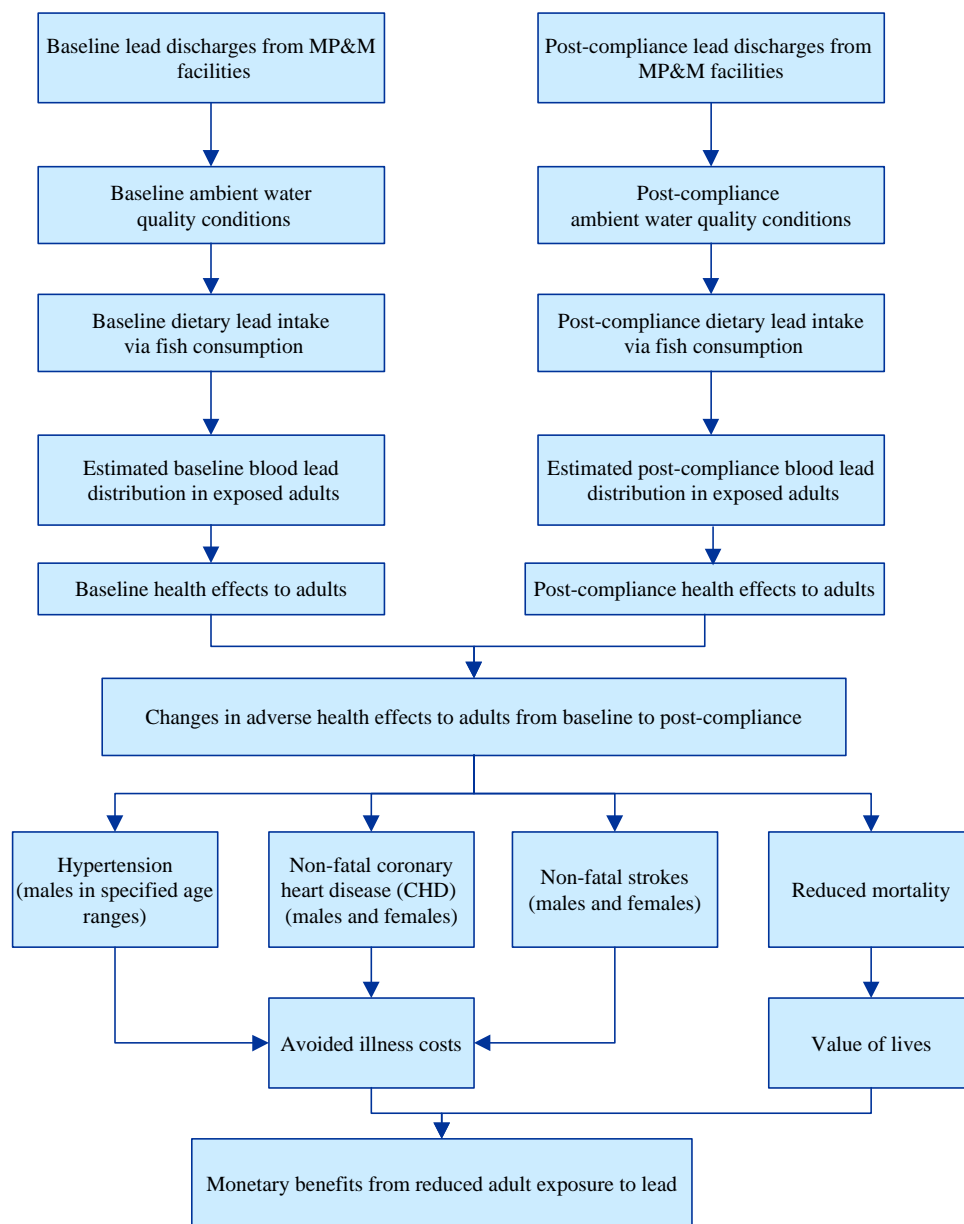 Baseline lead discharges from MP&M
facilities
Post-compliance lead discharges from
MP&M facilities
Baseline ambient water
quality conditions
Post-compliance
ambient water quality conditions
Baseline dietary lead intake
via fish consumption
Post-compliance dietary lead intake
via fish consumption
Estimated baseline blood lead
distribution in exposed adults
Estimated post-compliance blood lead
distribution in exposed adults
Baseline health effects to adults
Post-compliance health effects to adults
Changes in adverse health effects to adults from baseline to post-compliance
Hypertension
(males in specified age
ranges)
Non-fatal coronary
heart disease (CHD)
(males and females)
Non-fatal strokes
(males and females)
Reduced mortality
Avoided illness costs
Value of lives
Monetary benefits from reduced adult exposure to lead